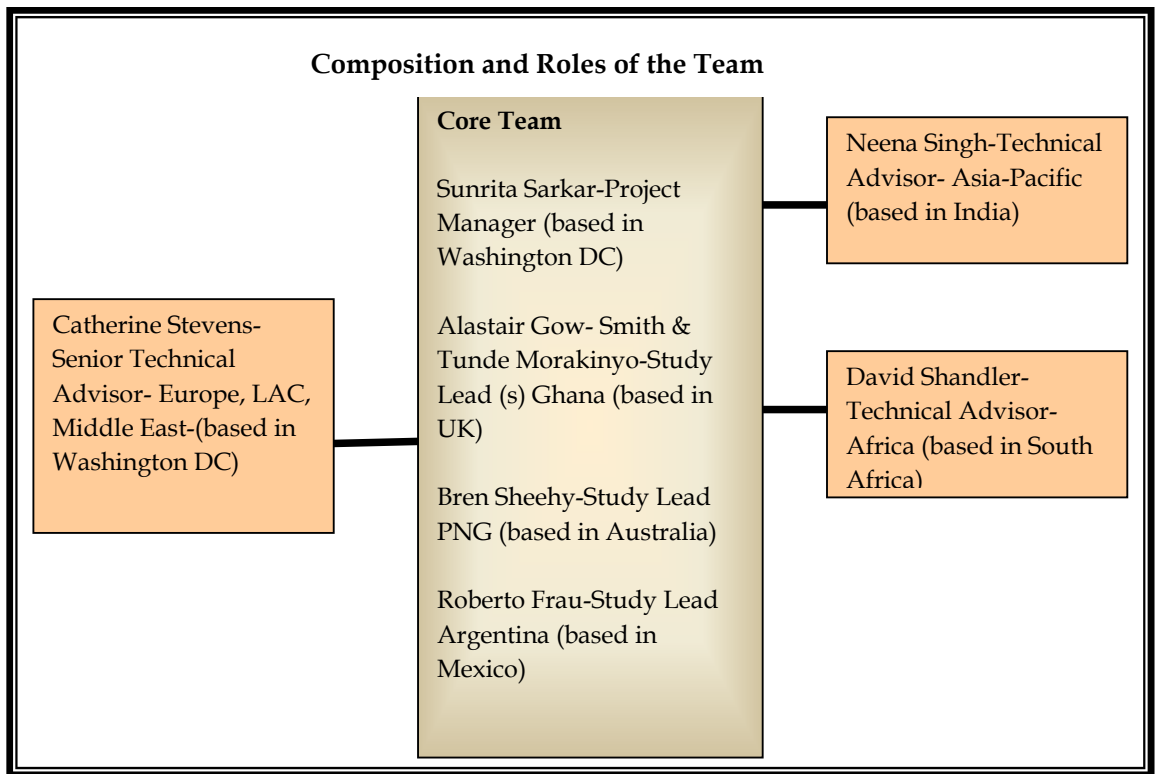 Composition and Roles of the Team
Catherine Stevens-
Senior Technical
Advisor- Europe, LAC,
Middle East-(based in
Washington DC)
Core Team
Sunrita Sarkar-Project
Manager (based in
Washington DC)
Alastair Gow- Smith &
Tunde Morakinyo-Study
Lead (s) Ghana (based in
UK)
Bren Sheehy-Study Lead
PNG (based in Australia)
Roberto Frau-Study Lead
Argentina (based in
Mexico)
Neena Singh-Technical
Advisor- Asia-Pacific
(based in India)
David Shandler-
Technical Advisor-
Africa (based in South
Africa)